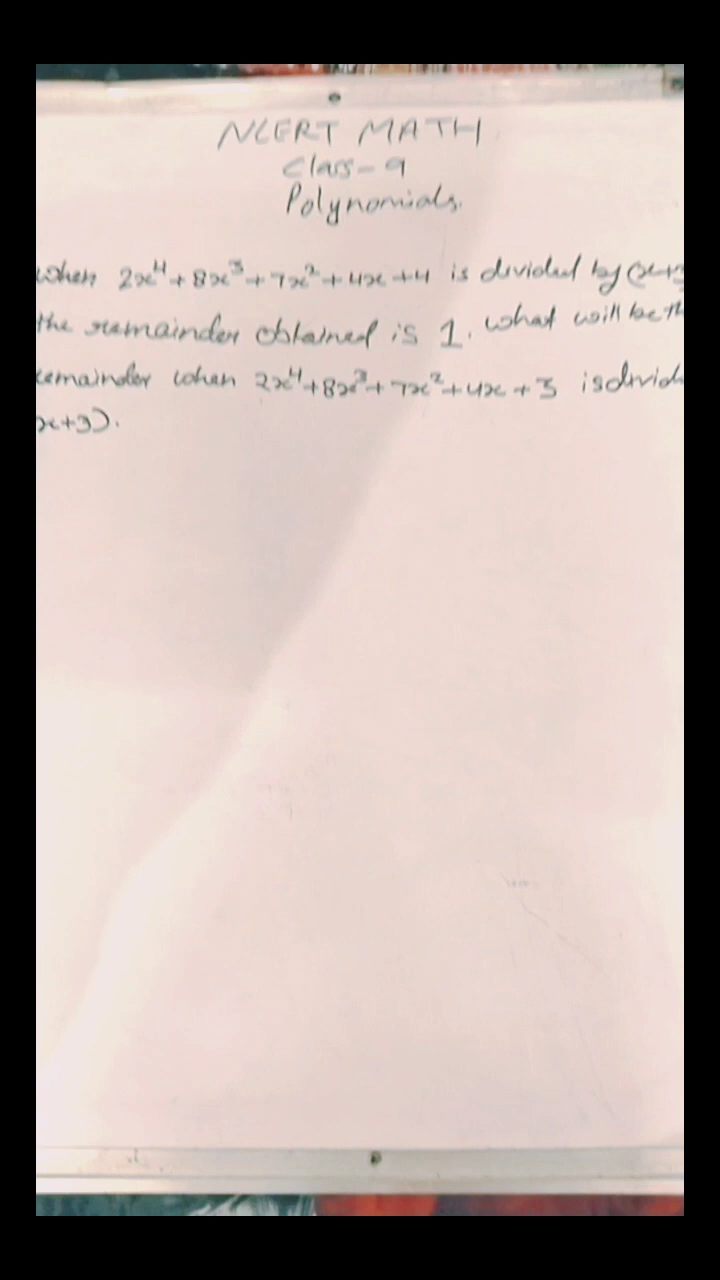 NCERT MATH
Class-9
Polynomials.
when 2x⁴+8x³+7x²+4x+4 is divided by (x+3
the remainder obtained is 1. what will be th
remainder when 2x⁴+8x³+7x²+4x+3 is divid
x+3).